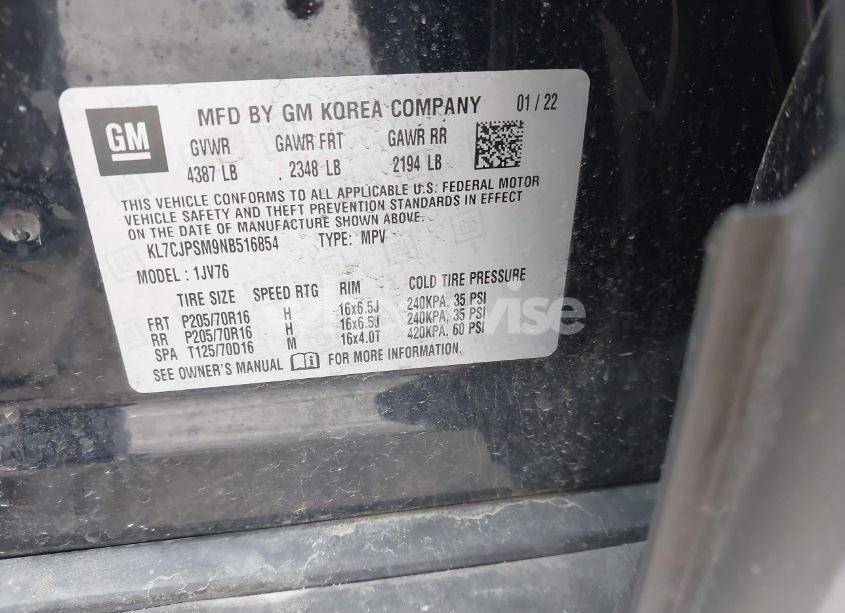 GM
MFD BY GM KOREA COMPANY 01 / 22
GVWR GAWR FRT GAWR RR
4387 LB 2348 LB 2194 LB
THIS VEHICLE CONFORMS TO ALL APPLICABLE U.S. FEDERAL MOTOR
VEHICLE SAFETY AND THEFT PREVENTION STANDARDS IN EFFECT
ON THE DATE OF MANUFACTURE SHOWN ABOVE.
KL7CJPSM9NB516854 TYPE: MPV
MODEL : 1JV76
TIRE SIZE SPEED RTG RIM COLD TIRE PRESSURE
FRT P205/70R16 H 16x6.5J 240KPA, 35 PSI
RR P205/70R16 H 16x6.5J 240KPA, 35 PSI
SPA T125/70D16 M 16x4.0T 420KPA, 60 PSI
SEE OWNER'S MANUAL FOR MORE INFORMATION.